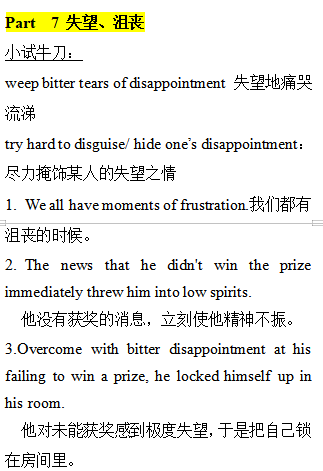 Part 7 失望、沮丧
小试牛刀：
weep bitter tears of disappointment 失望地痛哭
流涕
try hard to disguise/ hide one's disappointment：
尽力掩饰某人的失望之情
1. We all have moments of frustration.我们都有
沮丧的时候。
2. The news that he didn't win the prize
immediately threw him into low spirits.
他没有获奖的消息，立刻使他精神不振。
3.Overcome with bitter disappointment at his
failing to win a prize, he locked himself up in
his room.
他对未能获奖感到极度失望，于是把自己锁
在房间里。